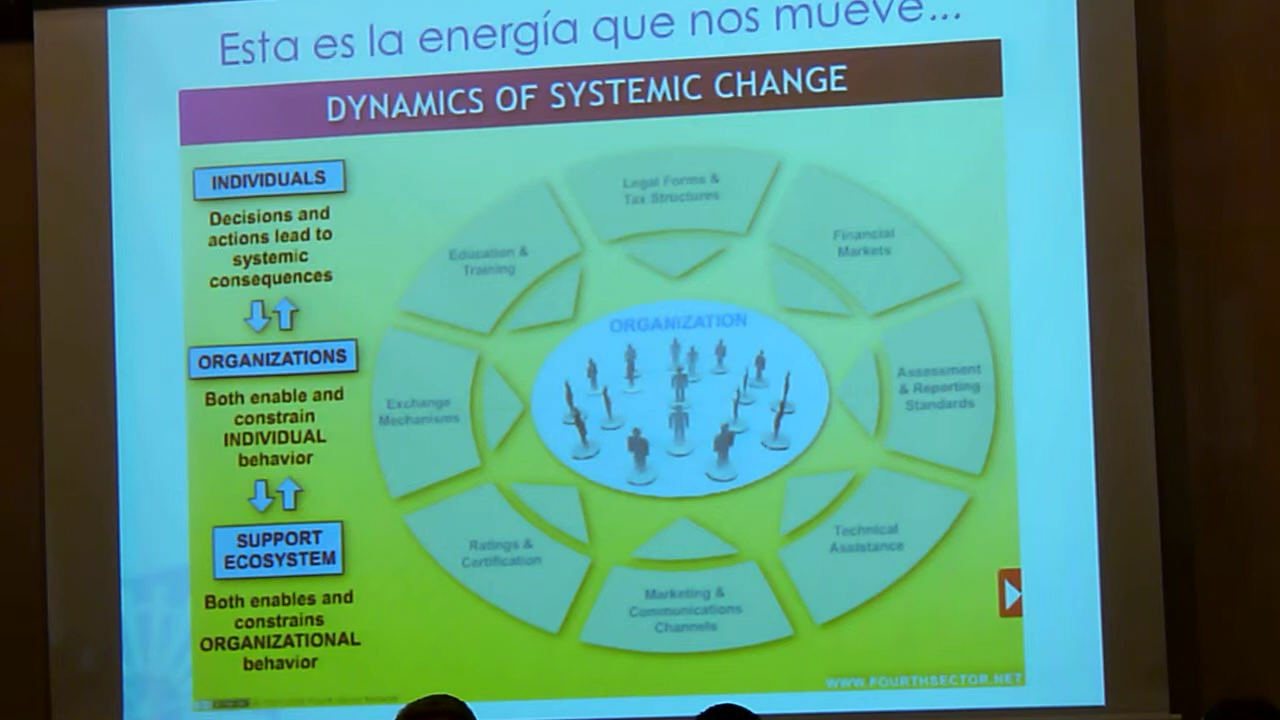 Esta es la energía que nos mueve...
DYNAMICS OF SYSTEMIC CHANGE
INDIVIDUALS
Decisions and
actions lead to
systemic
consequences
ORGANIZATIONS
Both enable and
constrain
INDIVIDUAL
behavior
SUPPORT
ECOSYSTEM
Both enables and
constrains
ORGANIZATIONAL
behavior
Legal Forms &
Tax Structures
Financial
Markets
Assessment
& Reporting
Standards
Technical
Assistance
Marketing &
Communications
Channels
Ratings &
Certification
Exchange
Mechanisms
Education &
Training
ORGANIZATION
WWW.FOURTHSECTOR.NET